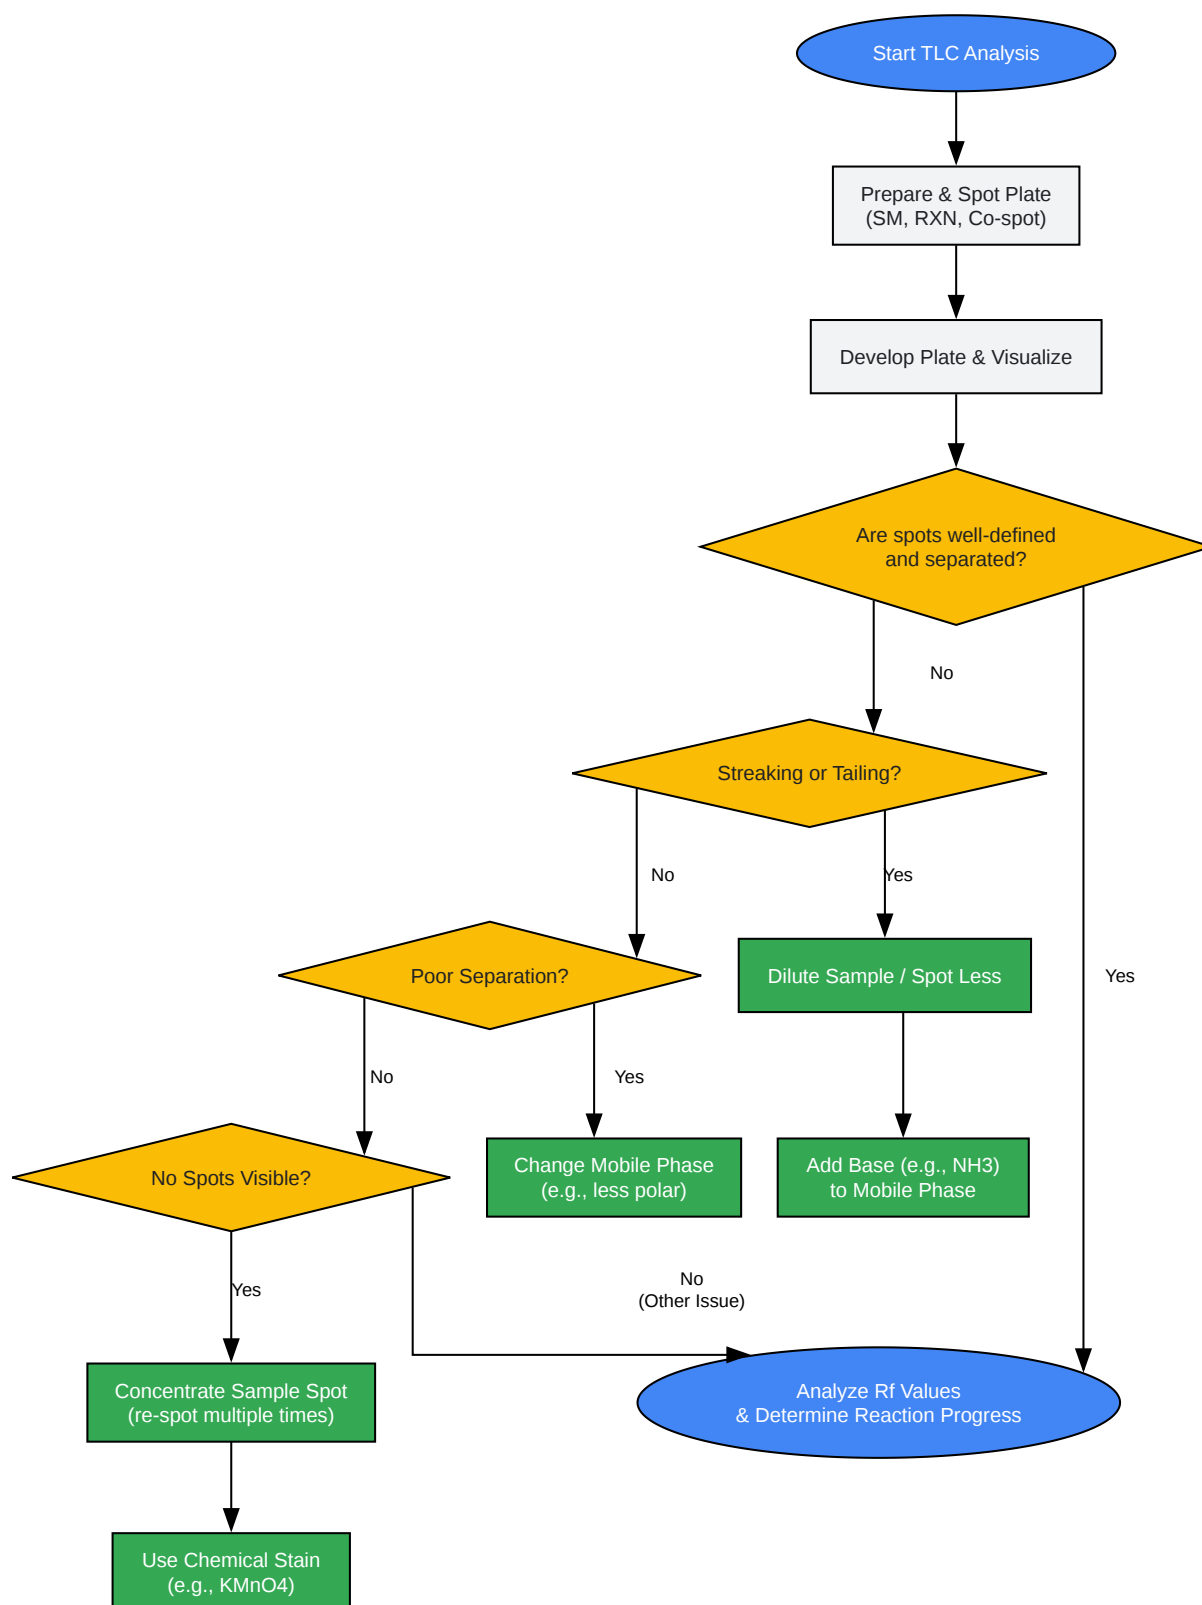 Start TLC Analysis
Prepare & Spot Plate
(SM, RXN, Co-spot)
Develop Plate & Visualize
Are spots well-defined
and separated?
No
Streaking or Tailing?
No
Yes
Poor Separation?
Dilute Sample / Spot Less
Yes
No
Yes
No Spots Visible?
Change Mobile Phase
(e.g., less polar)
Add Base (e.g., NH3)
to Mobile Phase
Yes
No
(Other Issue)
Concentrate Sample Spot
(re-spot multiple times)
Analyze Rf Values
& Determine Reaction Progress
Use Chemical Stain
(e.g., KMnO4)